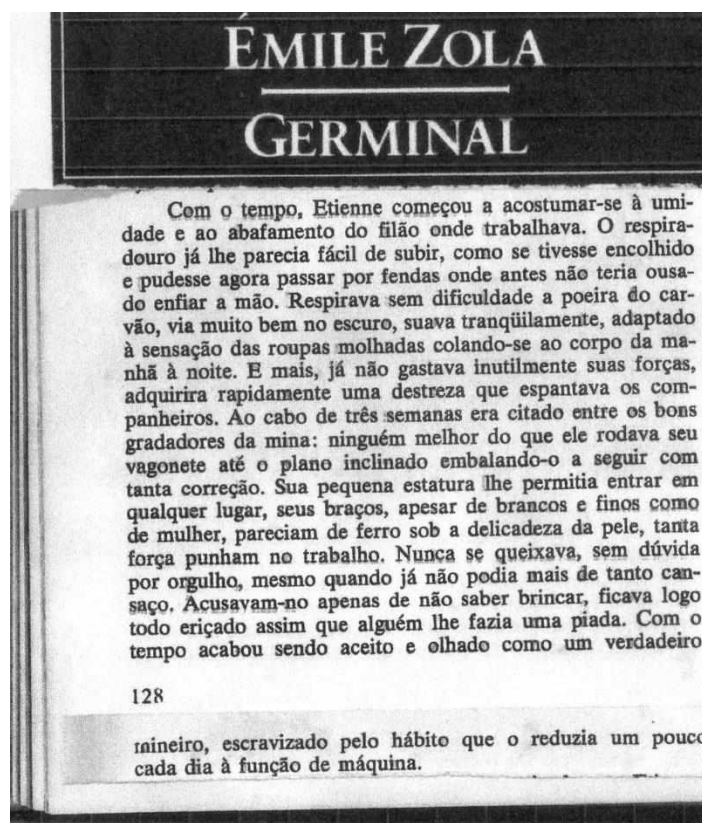 ÉMILE ZOLA
GERMINAL
Com o tempo, Etienne começou a acostumar-se à umi-
dade e ao abafamento do filão onde trabalhava. O respira-
douro já lhe parecia fácil de subir, como se tivesse encolhido
e pudesse agora passar por fendas onde antes não teria ousa-
do enfiar a mão. Respirava sem dificuldade a poeira do car-
vão, via muito bem no escuro, suava tranqüilamente, adaptado
à sensação das roupas molhadas colando-se ao corpo da ma-
nhã à noite. E mais, já não gastava inutilmente suas forças,
adquirira rapidamente uma destreza que espantava os com-
panheiros. Ao cabo de três semanas era citado entre os bons
gradadores da mina: ninguém melhor do que ele rodava seu
vagonete até o plano inclinado embalando-o a seguir com
tanta correção. Sua pequena estatura lhe permitia entrar em
qualquer lugar, seus braços, apesar de brancos e finos como
de mulher, pareciam de ferro sob a delicadeza da pele, tanta
força punham no trabalho. Nunca se queixava, sem dúvida
por orgulho, mesmo quando já não podia mais de tanto can-
saço. Acusavam-no apenas de não saber brincar, ficava logo
todo eriçado assim que alguém lhe fazia uma piada. Com o
tempo acabou sendo aceito e olhado como um verdadeiro
128
mineiro, escravizado pelo hábito que o reduzia um pouco
cada dia à função de máquina.